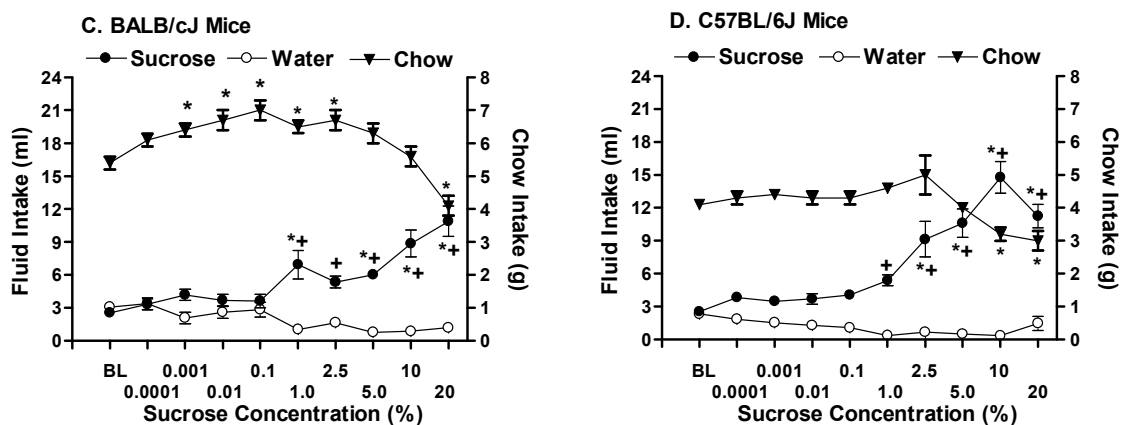 C. BALB/cJ Mice
Sucrose Water Chow
24
21
18
15
12
9
6
3
0
Fluid Intake (ml)
8
7
6
5
4
3
2
1
0
Chow Intake (g)
* * * * * *
*+ + *+ *+ *+
BL 0.001 0.1 2.5 10
0.0001 0.01 1.0 5.0 20
Sucrose Concentration (%)
D. C57BL/6J Mice
Sucrose Water Chow
24
21
18
15
12
9
6
3
0
Fluid Intake (ml)
8
7
6
5
4
3
2
1
0
Chow Intake (g)
*+ *+
+ *+ *+ * *
BL 0.001 0.1 2.5 10
0.0001 0.01 1.0 5.0 20
Sucrose Concentration (%)